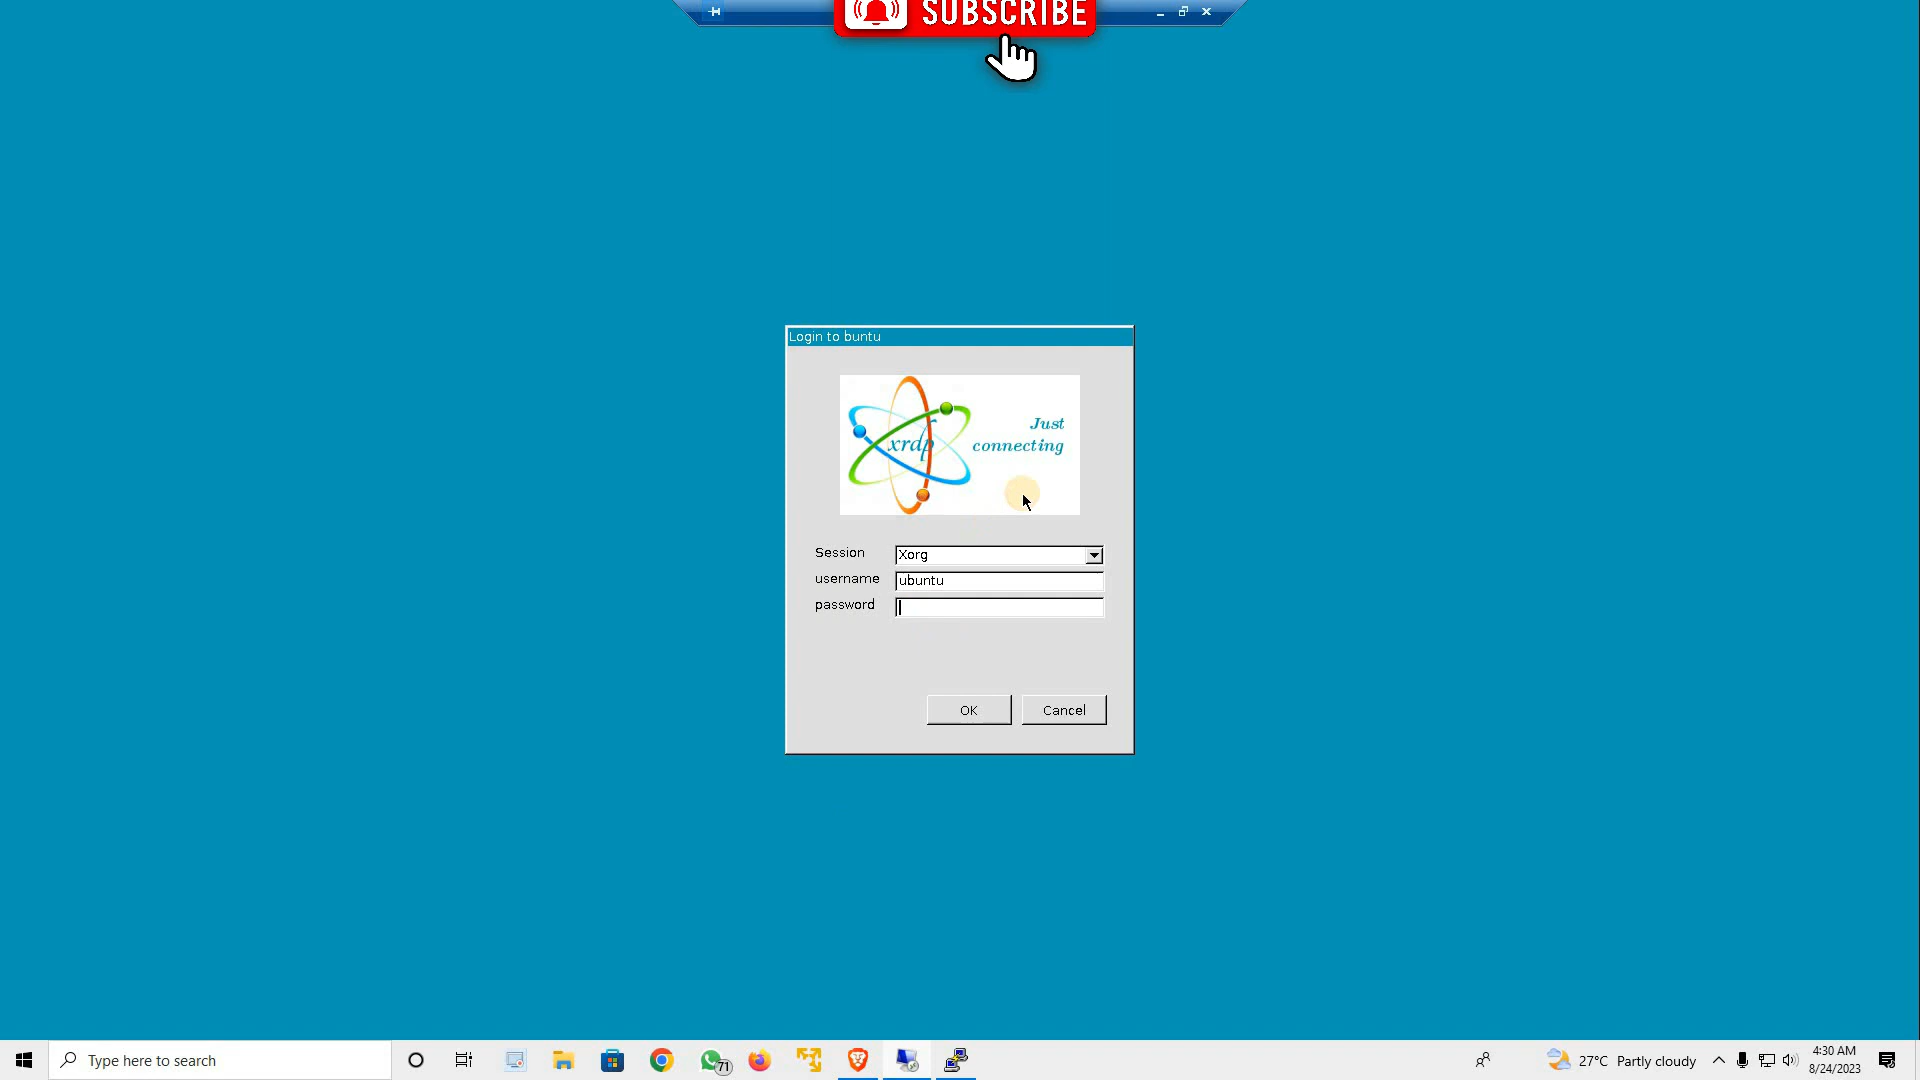 SUBSCRIBE
Login to buntu
xrdp
Just
connecting
Session
Xorg
username
ubuntu
password
OK
Cancel
Type here to search
71
27°C Partly cloudy
4:30 AM
8/24/2023